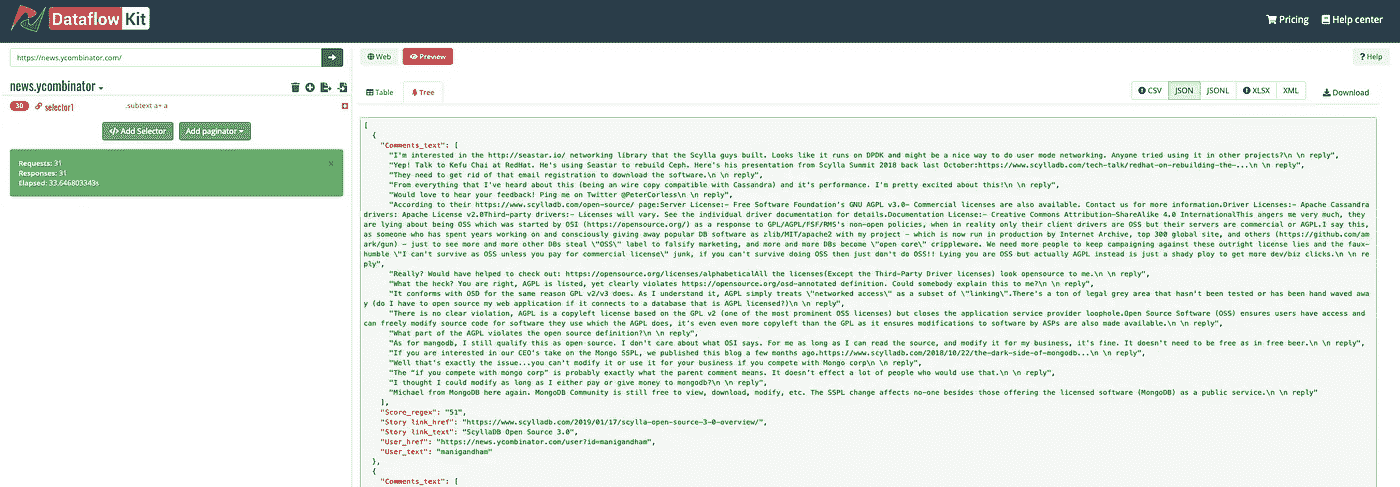 Dataflow Kit
Pricing Help center
https://news.ycombinator.com/
Web Preview
? Help
news.ycombinator
30 selector1 .subtext a+ a
Table Tree
CSV JSON JSONL XLSX XML Download
</> Add Selector Add paginator
Requests: 31
Responses: 31
Elapsed: 33.646803343s
×
[
{
"Comments_text": [
"I'm interested in the http://seastar.io/ networking library that the Scylla guys built. Looks like it runs on DPDK and might be a nice way to do user mode networking. Anyone tried using it in other projects?\n \n reply",
"Yep! Talk to Kefu Chai at RedHat. He's using Seastar to rebuild Ceph. Here's his presentation from Scylla Summit 2018 back last October:https://www.scylladb.com/tech-talk/redhat-on-rebuilding-the-...\n \n reply",
"They need to get rid of that email registration to download the software.\n \n reply",
"From everything that I've heard about this (being an wire copy compatible with Cassandra) and it's performance. I'm pretty excited about this!\n \n reply",
"Would love to hear your feedback! Ping me on Twitter @PeterCorless\n \n reply",
"According to their https://www.scylladb.com/open-source/ page:Server License:- Free Software Foundation's GNU AGPL v3.0- Commercial licenses are also available. Contact us for more information.Driver Licenses:- Apache Cassandra
drivers: Apache License v2.0Third-party drivers:- Licenses will vary. See the individual driver documentation for details.Documentation License:- Creative Commons Attribution-ShareAlike 4.0 InternationalThis angers me very much, they
are lying about being OSS which was started by OSI (https://opensource.org/) as a response to GPL/AGPL/FSF/RMS's non-open policies, when in reality only their client drivers are OSS but their servers are commercial or AGPL.I say this,
as someone who has spent years working on and consciously giving away popular DB software as zlib/MIT/apache2 with my project - which is now run in production by Internet Archive, top 300 global site, and others (https://github.com/am
ark/gun) - just to see more and more other DBs steal \"OSS\" label to falsify marketing, and more and more DBs become \"open core\" crippleware. We need more people to keep campaigning against these outright license lies and the faux-
humble \"I can't survive as OSS unless you pay for commercial license\" junk, if you can't survive doing OSS then just don't do OSS!! Lying you are OSS but actually AGPL instead is just a shady ploy to get more dev/biz clicks.\n \n re
ply",
"Really? Would have helped to check out: https://opensource.org/licenses/alphabeticalAll the licenses(Except the Third-Party Driver licenses) look opensource to me.\n \n reply",
"What the heck? You are right, AGPL is listed, yet clearly violates https://opensource.org/osd-annotated definition. Could somebody explain this to me?\n \n reply",
"It conforms with OSD for the same reason GPL v2/v3 does. As I understand it, AGPL simply treats \"networked access\" as a subset of \"linking\".There's a ton of legal grey area that hasn't been tested or has been hand waved awa
y (do I have to open source my web application if it connects to a database that is AGPL licensed?)\n \n reply",
"There is no clear violation, AGPL is a copyleft license based on the GPL v2 (one of the most prominent OSS licenses) but closes the application service provider loophole.Open Source Software (OSS) ensures users have access and
can freely modify source code for software they use which the AGPL does, it's even even more copyleft than the GPL as it ensures modifications to software by ASPs are also made available.\n \n reply",
"What part of the AGPL violates the open source definition?\n \n reply",
"As for mangodb, I still qualify this as open source. I don't care about what OSI says. For me as long as I can read the source, and modify it for my business, it's fine. It doesn't need to be free as in free beer.\n \n reply",
"If you are interested in our CEO's take on the Mongo SSPL, we published this blog a few months ago.https://www.scylladb.com/2018/10/22/the-dark-side-of-mongodb...\n \n reply",
"Well that's exactly the issue...you can't modify it or use it for your business if you compete with Mongo corp\n \n reply",
"The "if you compete with mongo corp" is probably exactly what the parent comment means. It doesn't effect a lot of people who would use that.\n \n reply",
"I thought I could modify as long as I either pay or give money to mongodb?\n \n reply",
"Michael from MongoDB here again. MongoDB Community is still free to view, download, modify, etc. The SSPL change affects no-one besides those offering the licensed software (MongoDB) as a public service.\n \n reply"
],
"Score_regex": "51",
"Story link_href": "https://www.scylladb.com/2019/01/17/scylla-open-source-3-0-overview/",
"Story link_text": "ScyllaDB Open Source 3.0",
"User_href": "https://news.ycombinator.com/user?id=manigandham",
"User_text": "manigandham"
},
{
"Comments_text": [